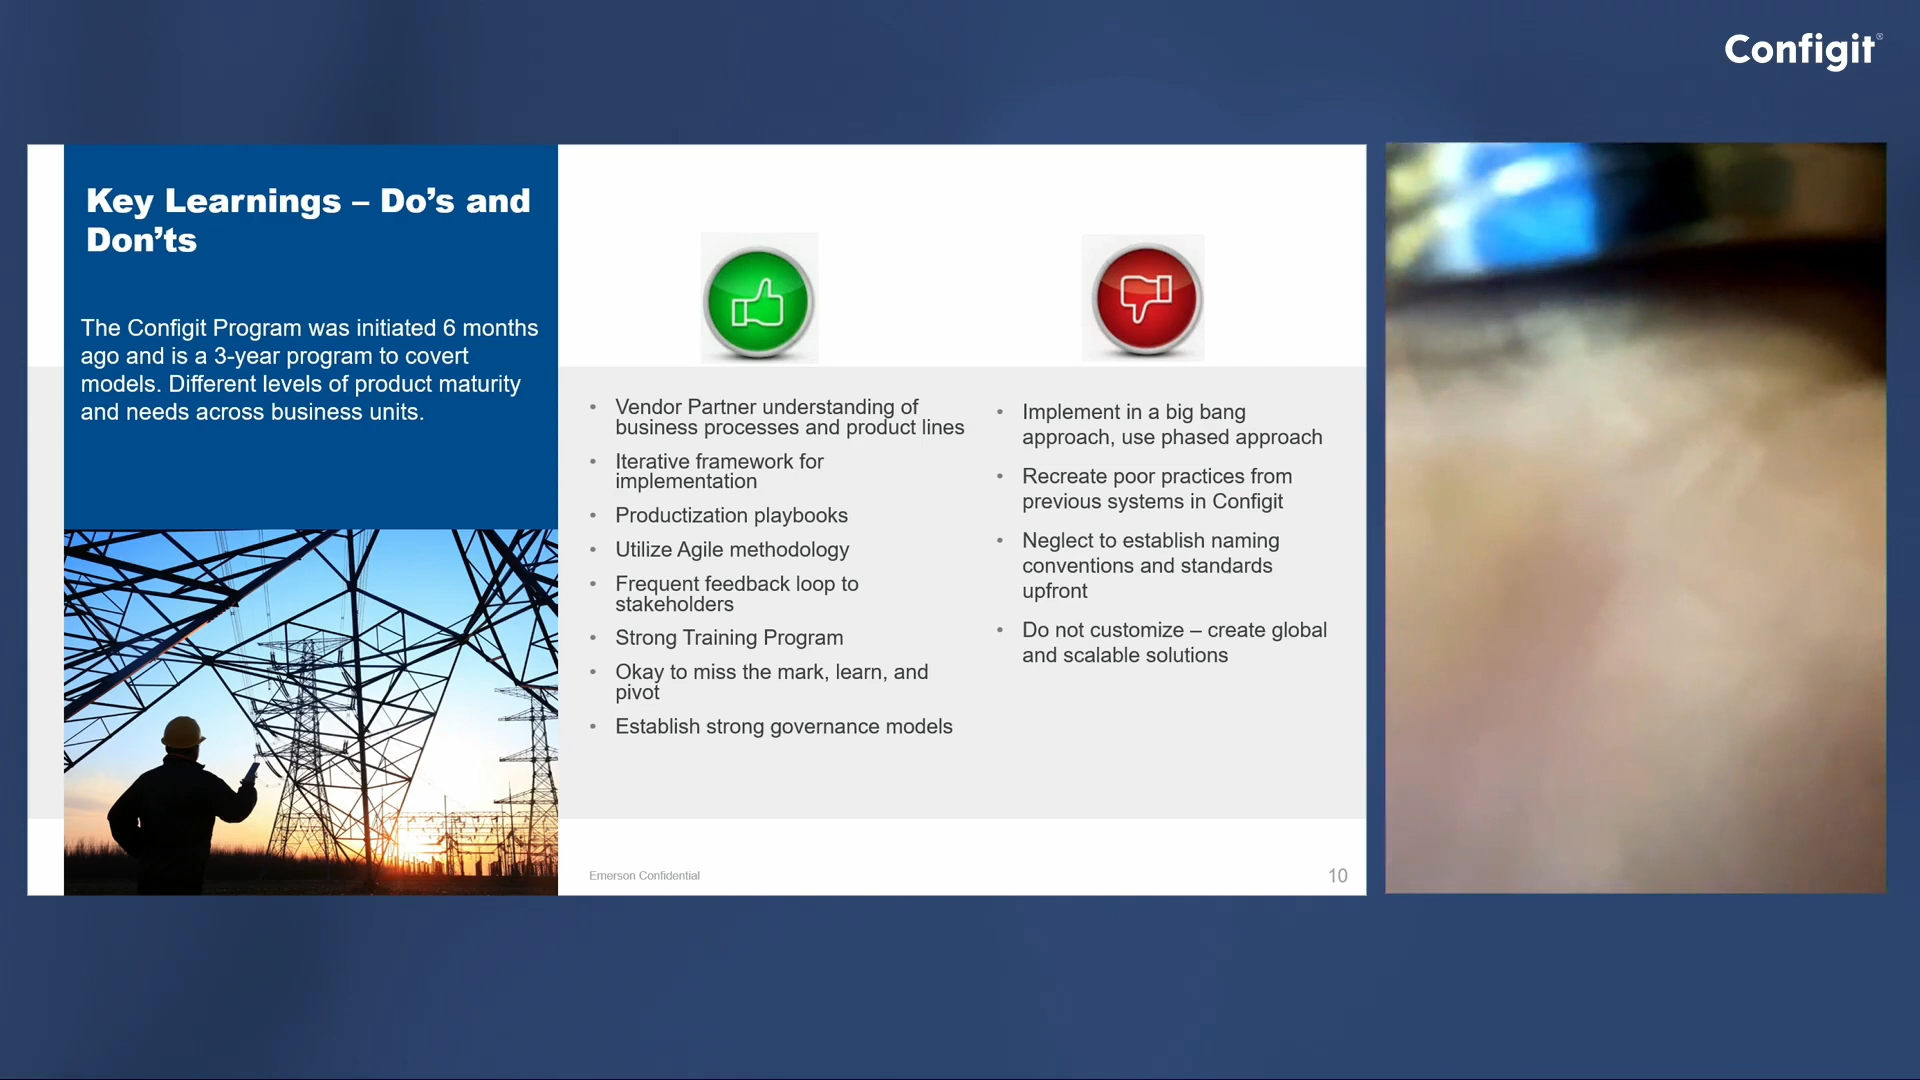 Configit®
Key Learnings – Do’s and
Don’ts
The Configit Program was initiated 6 months
ago and is a 3-year program to covert
models. Different levels of product maturity
and needs across business units.
• Vendor Partner understanding of
business processes and product lines
• Iterative framework for
implementation
• Productization playbooks
• Utilize Agile methodology
• Frequent feedback loop to
stakeholders
• Strong Training Program
• Okay to miss the mark, learn, and
pivot
• Establish strong governance models
• Implement in a big bang
approach, use phased approach
• Recreate poor practices from
previous systems in Configit
• Neglect to establish naming
conventions and standards
upfront
• Do not customize – create global
and scalable solutions
Emerson Confidential
10